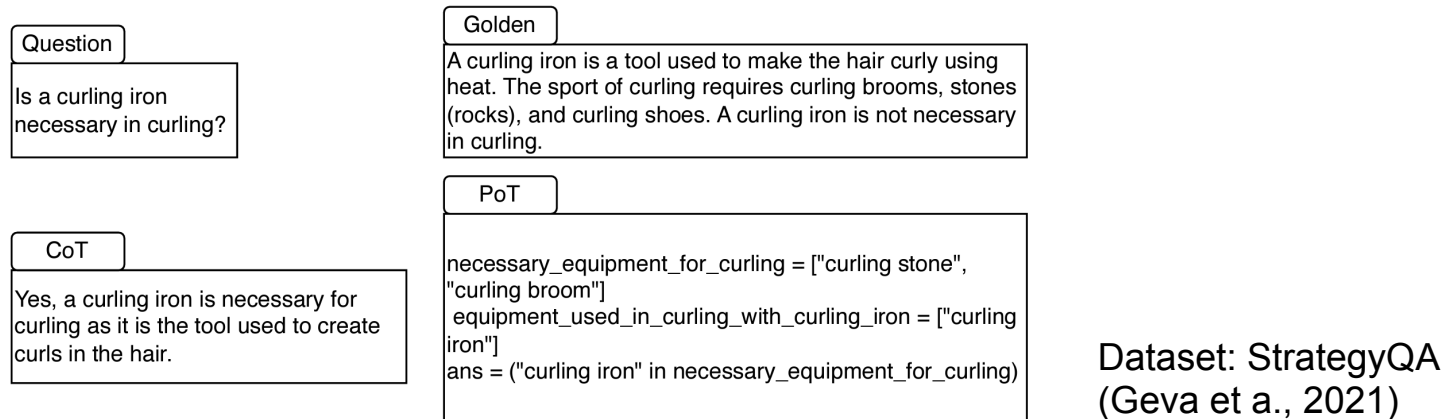 Question
Is a curling iron
necessary in curling?
Golden
A curling iron is a tool used to make the hair curly using
heat. The sport of curling requires curling brooms, stones
(rocks), and curling shoes. A curling iron is not necessary
in curling.
CoT
Yes, a curling iron is necessary for
curling as it is the tool used to create
curls in the hair.
PoT
necessary_equipment_for_curling = ["curling stone",
"curling broom"]
equipment_used_in_curling_with_curling_iron = ["curling
iron"]
ans = ("curling iron" in necessary_equipment_for_curling)
Dataset: StrategyQA
(Geva et a., 2021)